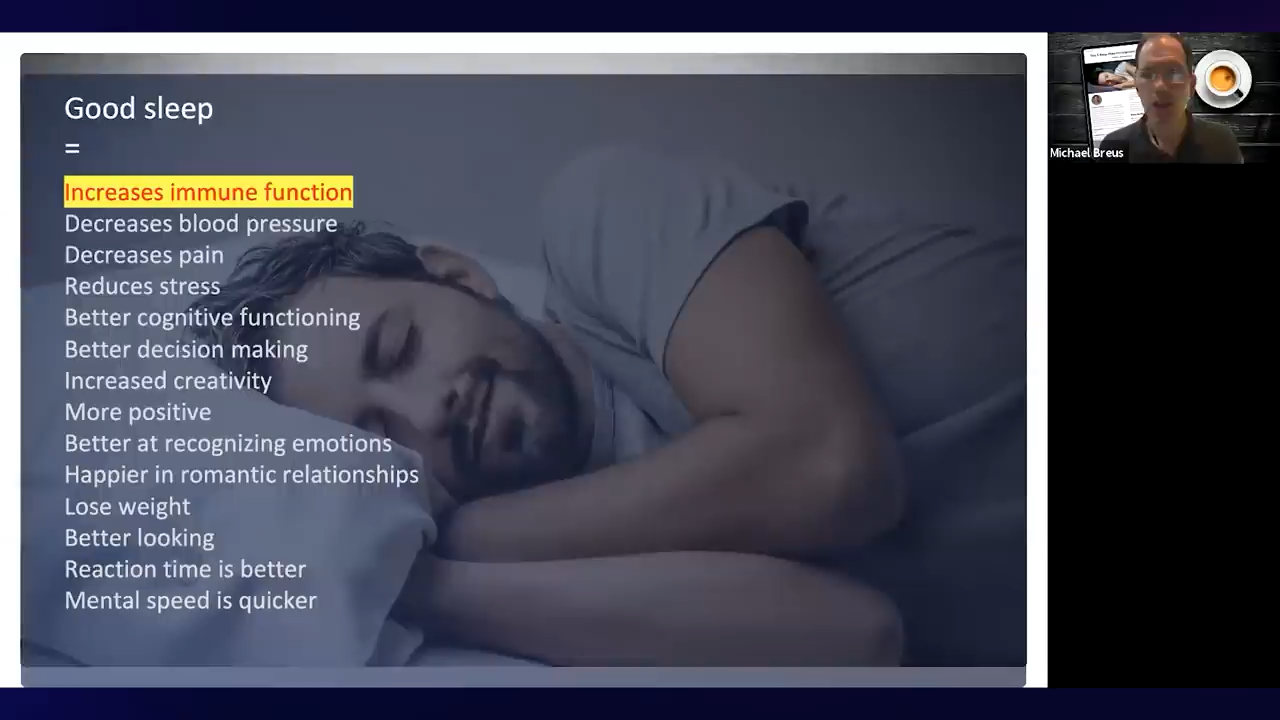 Good sleep
=
Increases immune function
Decreases blood pressure
Decreases pain
Reduces stress
Better cognitive functioning
Better decision making
Increased creativity
More positive
Better at recognizing emotions
Happier in romantic relationships
Lose weight
Better looking
Reaction time is better
Mental speed is quicker
Michael Breus